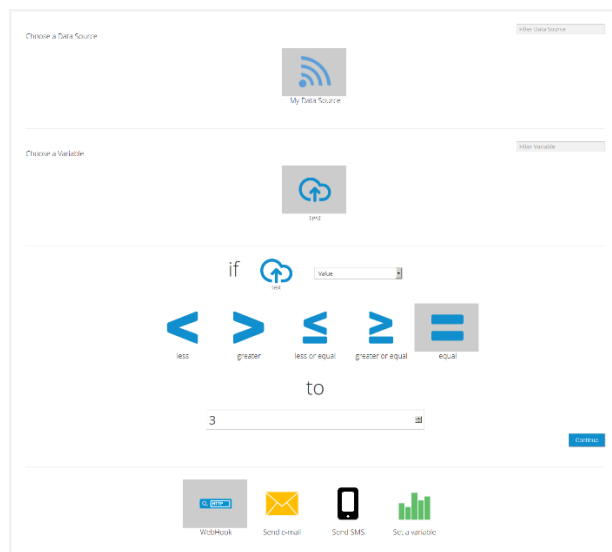 Choose a Data Source
Filter Data Source
My Data Source
Choose a Variable
Filter Variable
test
if
test
Value
less
greater
less or equal
greater or equal
equal
to
3
Continue
HTTP
WebHook
Send e-mail
Send SMS
Set a variable